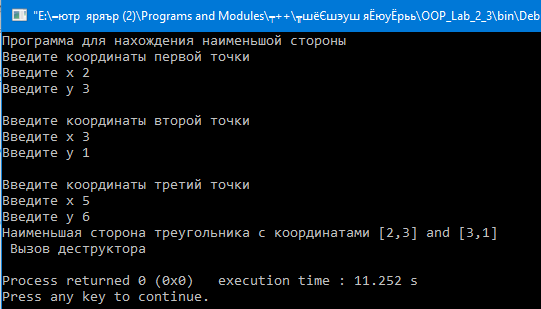 "E:\━ютр яряър (2)\Programs and Modules\╤++\╥шёЄшэуш яЁюуЁрьь\OOP_Lab_2_3\bin\Deb
Программа для нахождения наименьшой стороны
Введите координаты первой точки
Введите x 2
Введите y 3
Введите координаты второй точки
Введите x 3
Введите y 1
Введите координаты третий точки
Введите x 5
Введите y 6
Наименьшая сторона треугольника с координатами [2,3] and [3,1]
Вызов деструктора
Process returned 0 (0x0)   execution time : 11.252 s
Press any key to continue.